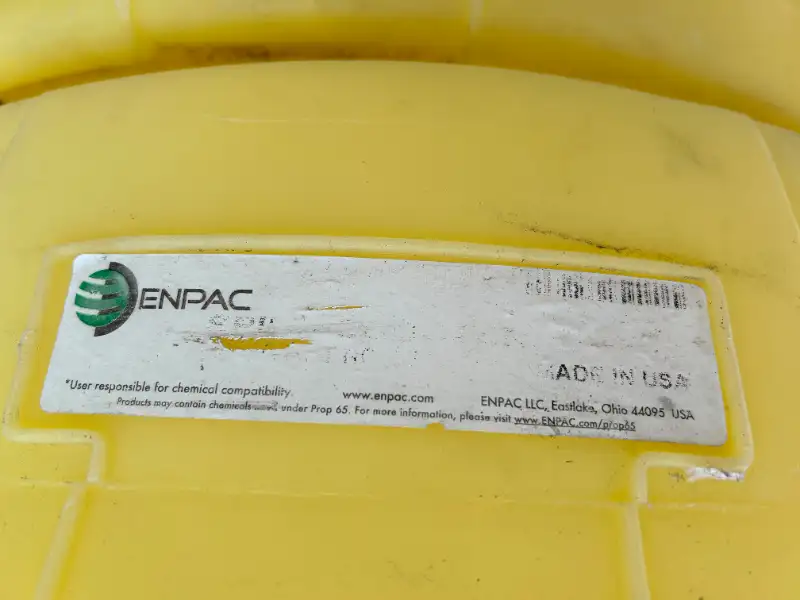 ENPAC
MADE IN USA
*User responsible for chemical compatibility.
www.enpac.com
ENPAC LLC, Eastlake, Ohio 44095 USA
Products may contain chemicals under Prop 65. For more information, please visit www.ENPAC.com/prop65